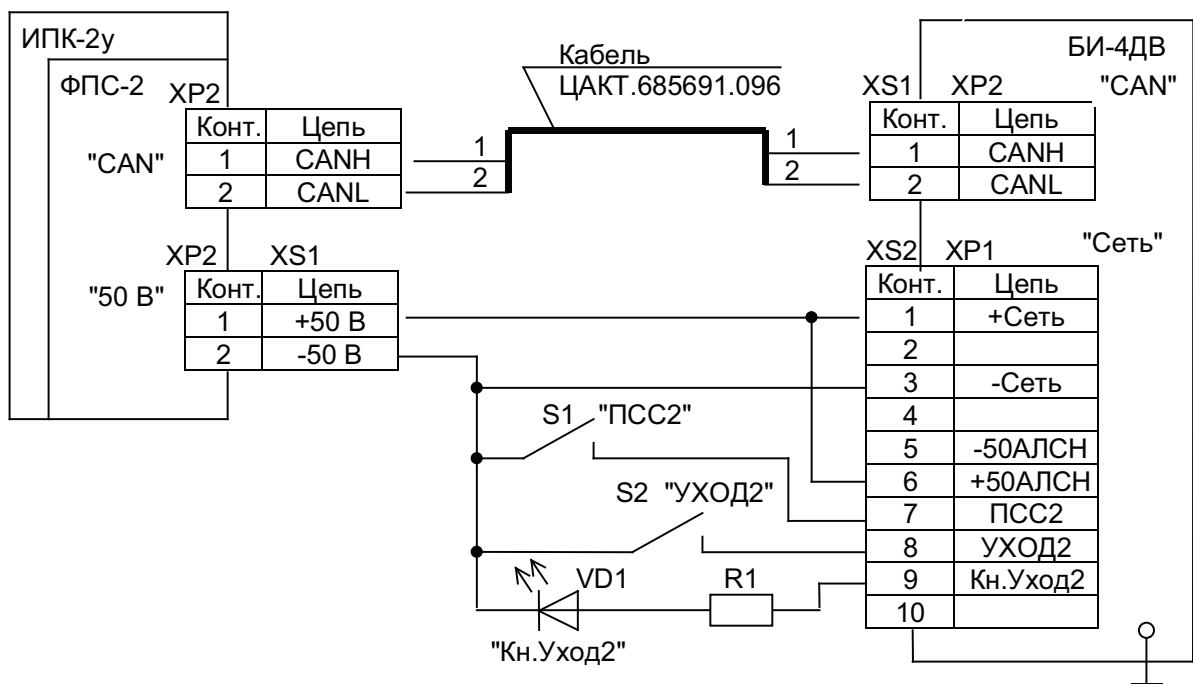 ИПК-2у
ФПС-2
XP2
Конт. Цепь
"CAN"
1 CANH
2 CANL
XP2 XS1
"50 В"
Конт. Цепь
1 +50 В
2 -50 В
Кабель
ЦАКТ.685691.096
1
2
1
2
БИ-4ДВ
XS1 XP2 "CAN"
Конт. Цепь
1 CANH
2 CANL
XS2 XP1 "Сеть"
Конт. Цепь
1 +Сеть
2
3 -Сеть
4
5 -50АЛСН
6 +50АЛСН
7 ПСС2
8 УХОД2
9 Кн.Уход2
10
S1 "ПСС2"
S2 "УХОД2"
VD1 R1
"Кн.Уход2"